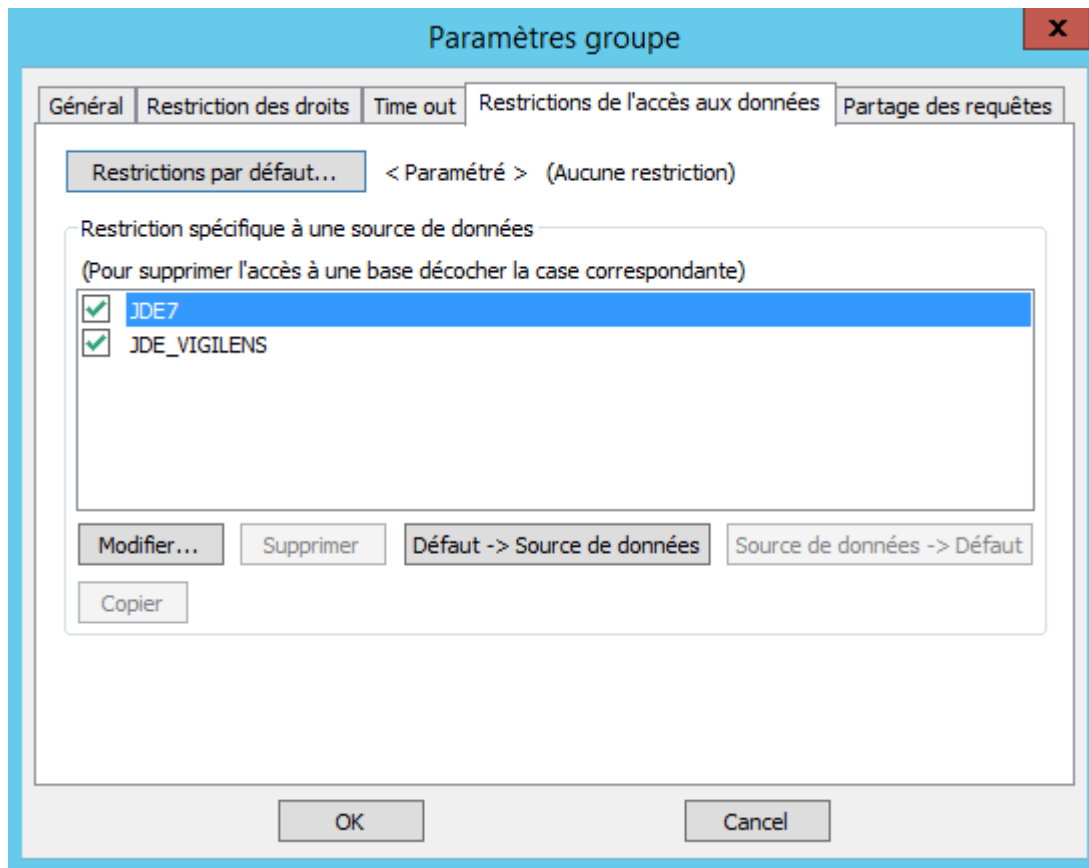 Paramètres groupe
x
Général Restriction des droits Time out Restrictions de l'accès aux données Partage des requêtes
Restrictions par défaut... < Paramétré > (Aucune restriction)
Restriction spécifique à une source de données
(Pour supprimer l'accès à une base décocher la case correspondante)
JDE7
JDE_VIGILENS
Modifier... Supprimer Défaut -> Source de données Source de données -> Défaut
Copier
OK Cancel